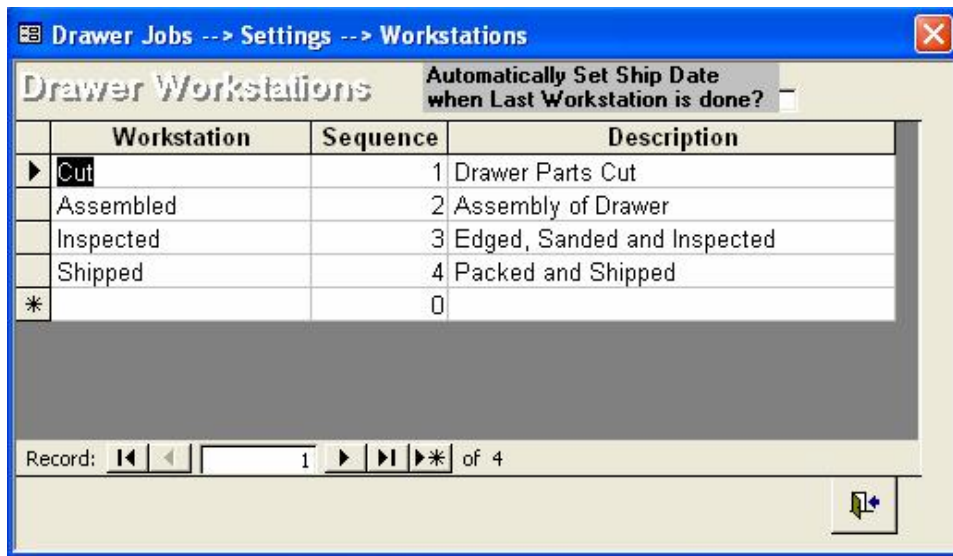 Drawer Jobs --> Settings --> Workstations
Drawer Workstations
Automatically Set Ship Date
when Last Workstation is done?
Workstation Sequence Description
Cut 1 Drawer Parts Cut
Assembled 2 Assembly of Drawer
Inspected 3 Edged, Sanded and Inspected
Shipped 4 Packed and Shipped
0
Record: 1 of 4